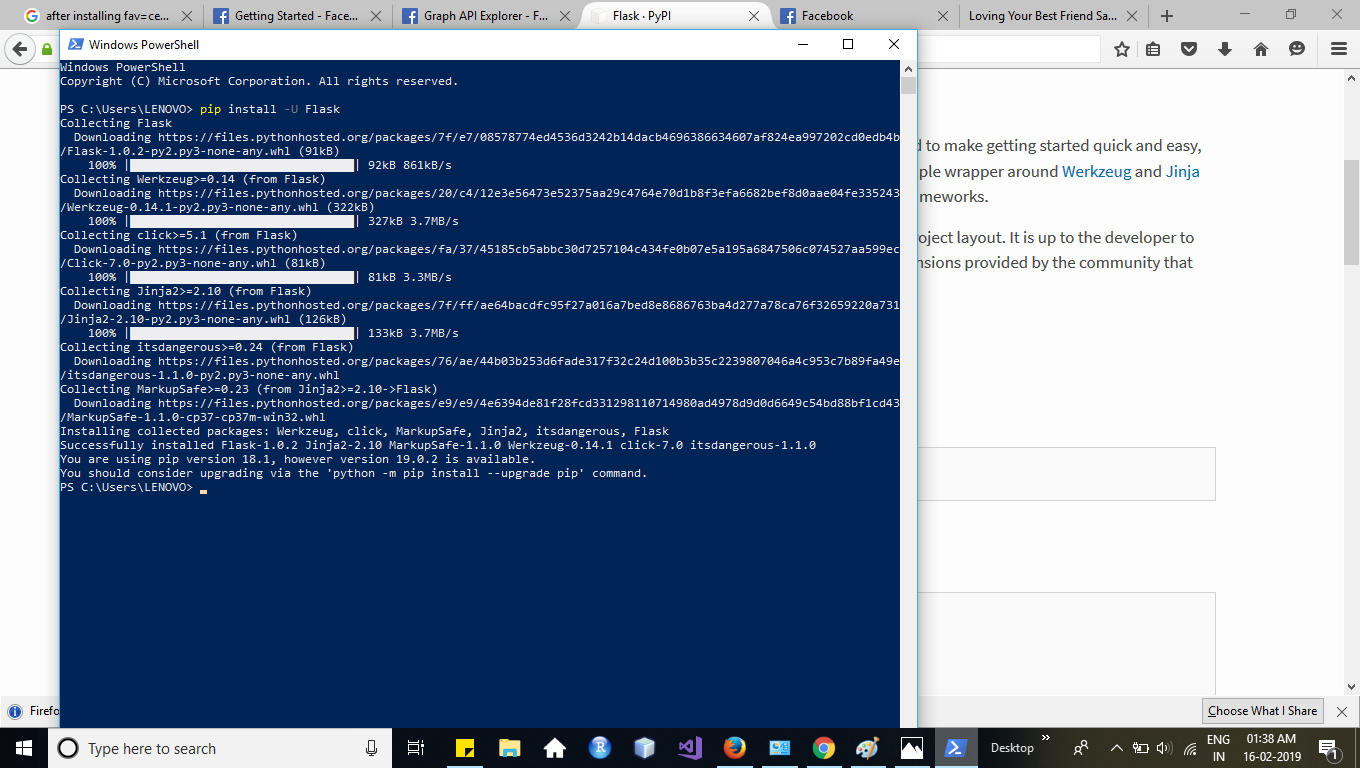 after installing fav=ce...
Getting Started - Face...
Graph API Explorer - F...
Flask · PyPI
Facebook
Loving Your Best Friend Sa...
Windows PowerShell
Windows PowerShell
Copyright (C) Microsoft Corporation. All rights reserved.
PS C:\Users\LENOVO> pip install -U Flask
Collecting Flask
Downloading https://files.pythonhosted.org/packages/7f/e7/08578774ed4536d3242b14dacb4696386634607af824ea997202cd0edb4b
/Flask-1.0.2-py2.py3-none-any.whl (91kB)
100% | | 92kB 861kB/s
Collecting Werkzeug>=0.14 (from Flask)
Downloading https://files.pythonhosted.org/packages/20/c4/12e3e56473e52375aa29c4764e70d1b8f3efa6682bef8d0aae04fe335243
/Werkzeug-0.14.1-py2.py3-none-any.whl (322kB)
100% | | 327kB 3.7MB/s
Collecting click>=5.1 (from Flask)
Downloading https://files.pythonhosted.org/packages/fa/37/45185cb5abbc30d7257104c434fe0b07e5a195a6847506c074527aa599ec
/Click-7.0-py2.py3-none-any.whl (81kB)
100% | | 81kB 3.3MB/s
Collecting Jinja2>=2.10 (from Flask)
Downloading https://files.pythonhosted.org/packages/7f/ff/ae64bacdfc95f27a016a7bed8e8686763ba4d277a78ca76f32659220a731
/Jinja2-2.10-py2.py3-none-any.whl (126kB)
100% | | 133kB 3.7MB/s
Collecting itsdangerous>=0.24 (from Flask)
Downloading https://files.pythonhosted.org/packages/76/ae/44b03b253d6fade317f32c24d100b3b35c2239807046a4c953c7b89fa49e
/itsdangerous-1.1.0-py2.py3-none-any.whl
Collecting MarkupSafe>=0.23 (from Jinja2>=2.10->Flask)
Downloading https://files.pythonhosted.org/packages/e9/e9/4e6394de81f28fcd331298110714980ad4978d9d0d6649c54bd88bf1cd43
/MarkupSafe-1.1.0-cp37-cp37m-win32.whl
Installing collected packages: Werkzeug, click, MarkupSafe, Jinja2, itsdangerous, Flask
Successfully installed Flask-1.0.2 Jinja2-2.10 MarkupSafe-1.1.0 Werkzeug-0.14.1 click-7.0 itsdangerous-1.1.0
You are using pip version 18.1, however version 19.0.2 is available.
You should consider upgrading via the 'python -m pip install --upgrade pip' command.
PS C:\Users\LENOVO>
d to make getting started quick and easy,
ple wrapper around Werkzeug and Jinja
meworks.
oject layout. It is up to the developer to
nsions provided by the community that
Firefo
Choose What I Share
Type here to search
Desktop
ENG
IN
01:38 AM
16-02-2019
1